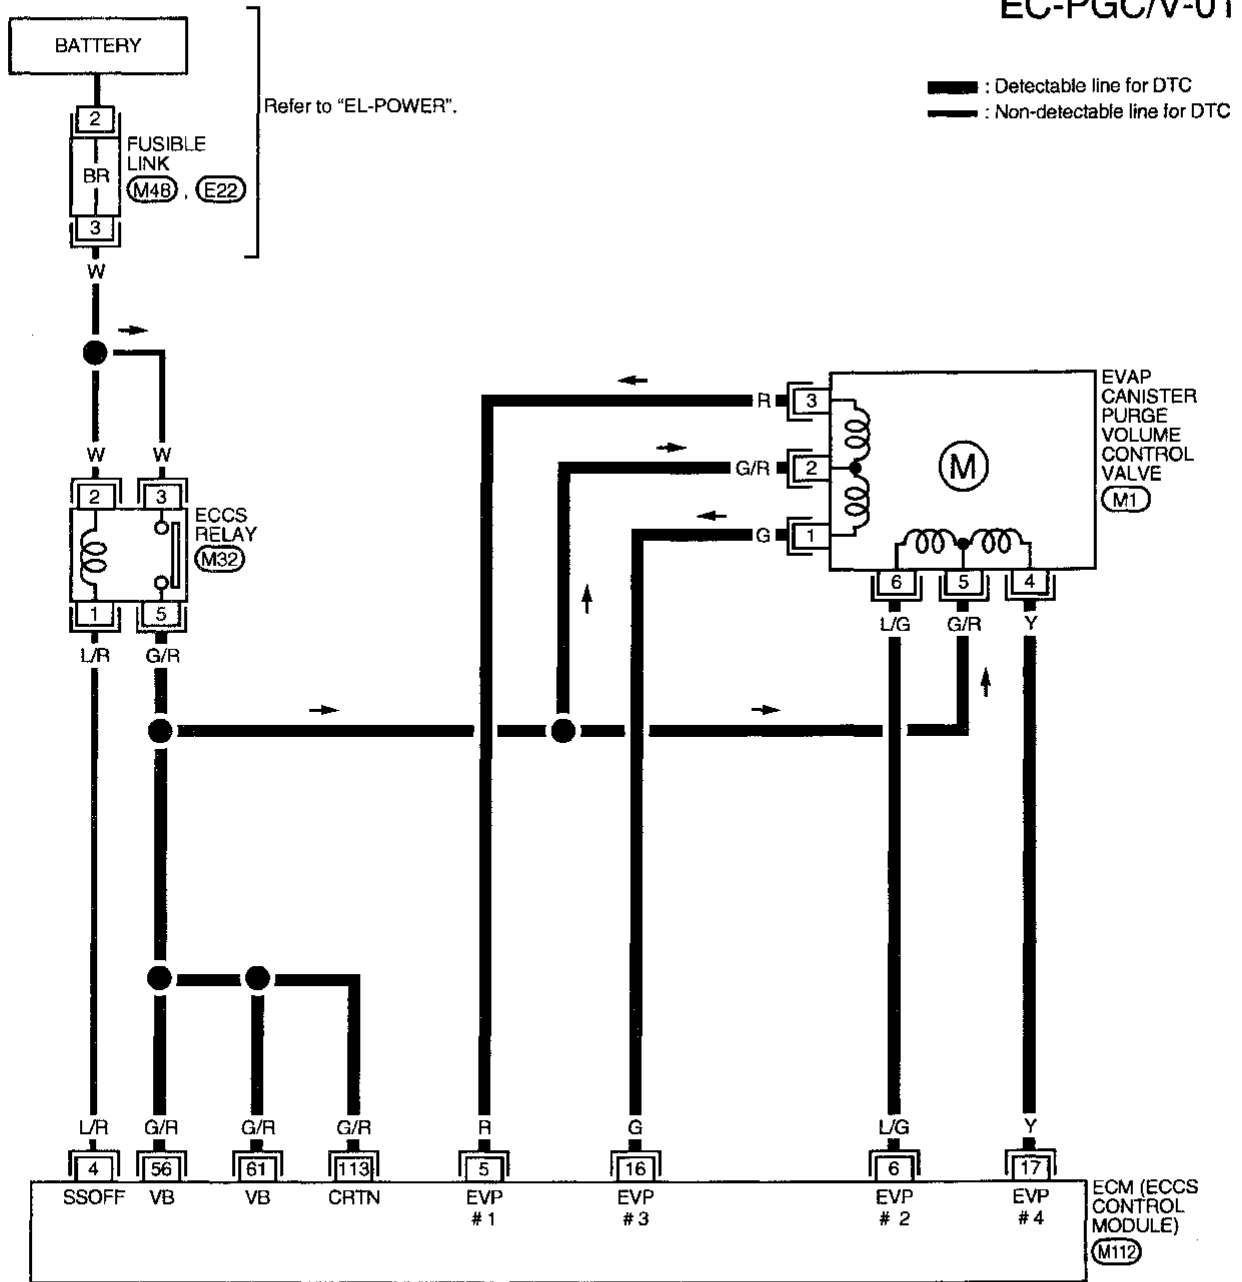 EC-PGC/V-01
BATTERY
: Detectable line for DTC
: Non-detectable line for DTC
Refer to “EL-POWER”.
2
FUSIBLE
LINK
BR
M48 , E22
3
W
W
W
2
3
ECCS
RELAY
M32
1
5
L/R
G/R
R
3
G/R
2
G
1
M
EVAP
CANISTER
PURGE
VOLUME
CONTROL
VALVE
M1
6
5
4
L/G
G/R
Y
L/R
G/R
G/R
G/R
R
G
L/G
Y
4
56
61
113
5
16
6
17
SSOFF
VB
VB
CRTN
EVP
# 1
EVP
# 3
EVP
# 2
EVP
# 4
ECM (ECCS
CONTROL
MODULE)
M112